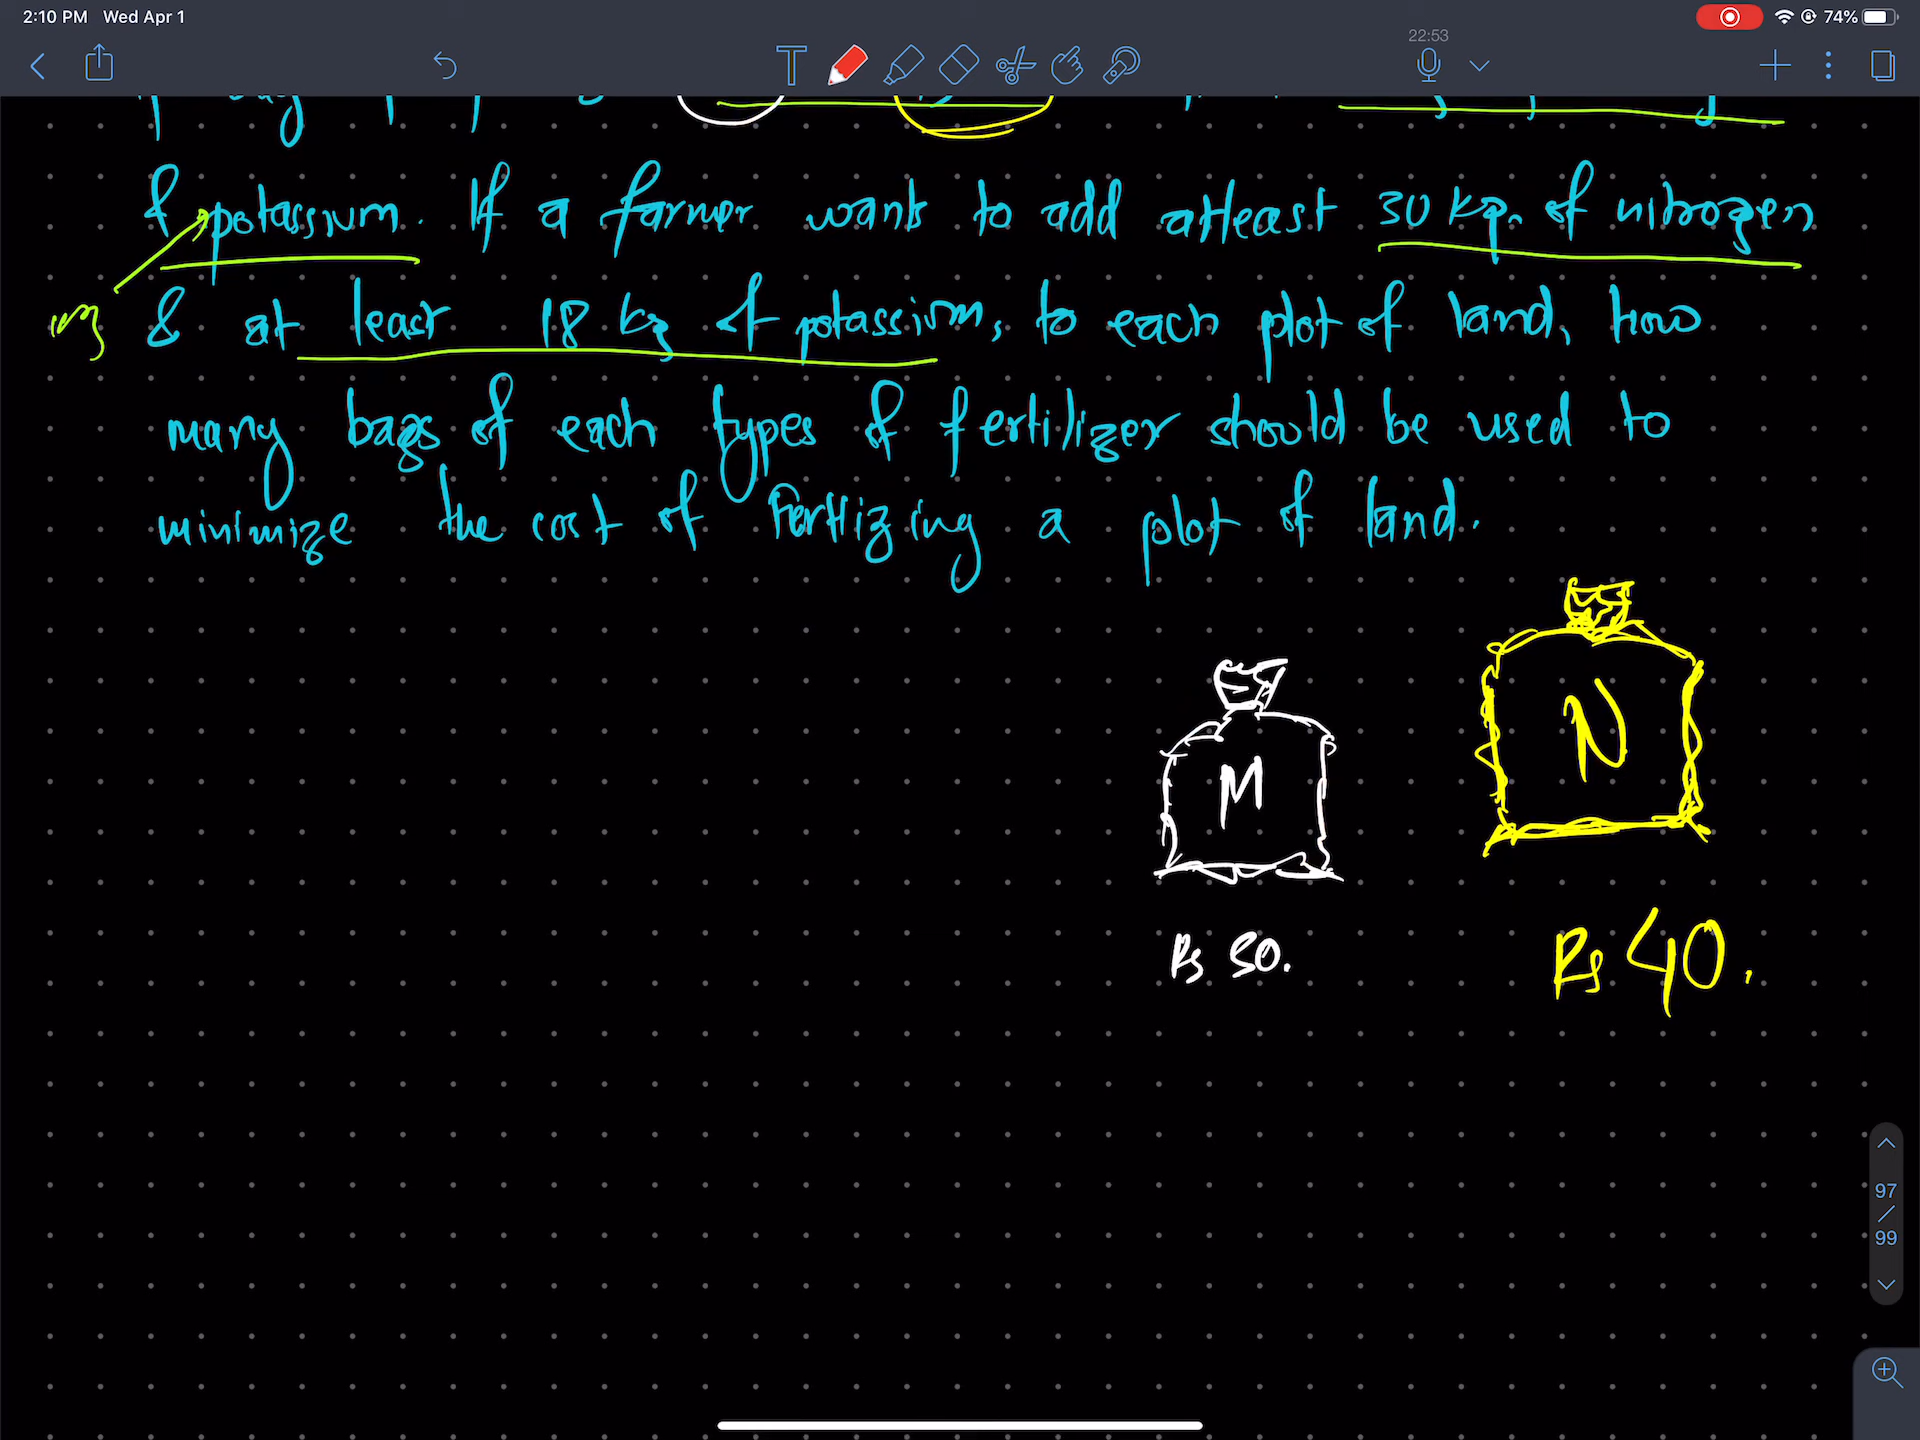 2:10 PM Wed Apr 1
74%
22:53
& potassium. If a farmer wants to add atleast 30 kg. of nitrogen
& at least 18 kg of potassium, to each plot of land, how
many bags of each types of fertilizer should be used to
minimize the cost of Fertlizing a plot of land.
M
N
Rs 50.
Rs 40.
97
/
99